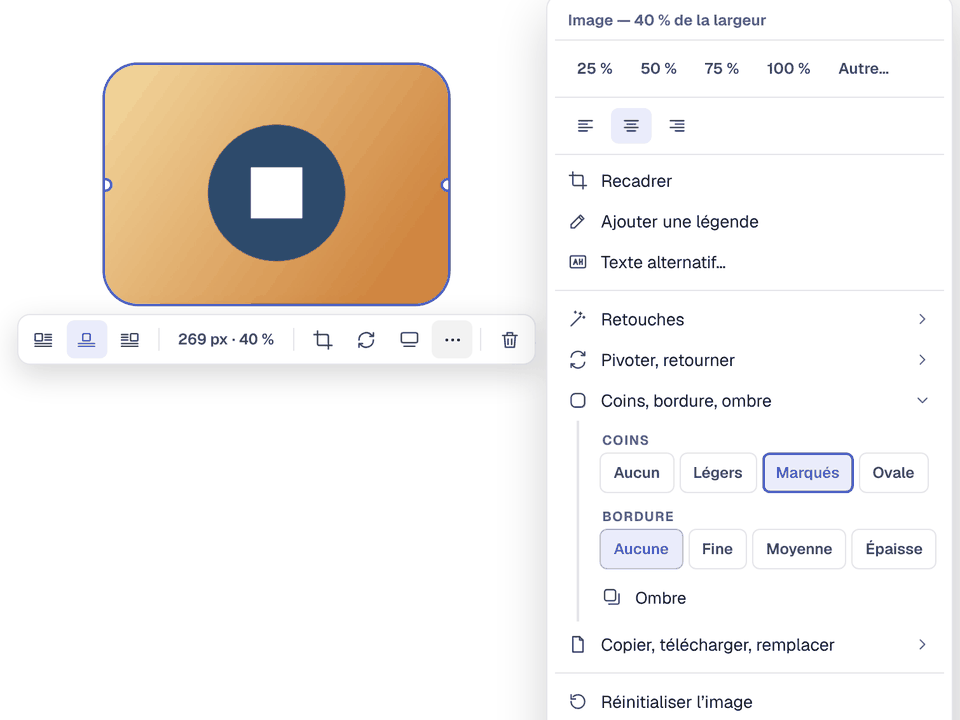 Image — 40 % de la largeur
25 % 50 % 75 % 100 % Autre…
Recadrer
Ajouter une légende
Texte alternatif…
Retouches
269 px · 40 %
Pivoter, retourner
Coins, bordure, ombre
COINS
Aucun Légers Marqués Ovale
BORDURE
Aucune Fine Moyenne Épaisse
Ombre
Copier, télécharger, remplacer
Réinitialiser l’image